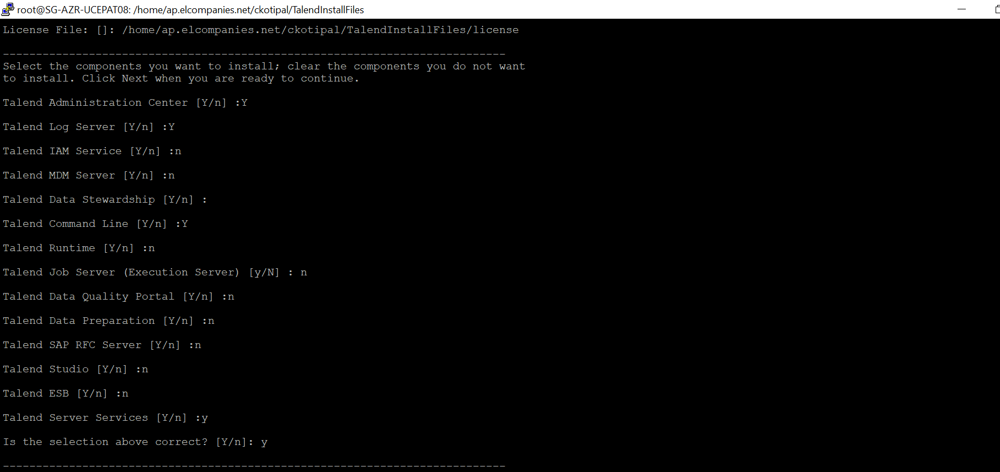 root@SG-AZR-UCEPAT08: /home/ap.elcompanies.net/ckotipal/TalendInstallFiles
License File: []: /home/ap.elcompanies.net/ckotipal/TalendInstallFiles/license
----------------------------------------------------------------------------
Select the components you want to install; clear the components you do not want
to install. Click Next when you are ready to continue.
Talend Administration Center [Y/n] :Y
Talend Log Server [Y/n] :Y
Talend IAM Service [Y/n] :n
Talend MDM Server [Y/n] :n
Talend Data Stewardship [Y/n] :
Talend Command Line [Y/n] :Y
Talend Runtime [Y/n] :n
Talend Job Server (Execution Server) [y/N] : n
Talend Data Quality Portal [Y/n] :n
Talend Data Preparation [Y/n] :n
Talend SAP RFC Server [Y/n] :n
Talend Studio [Y/n] :n
Talend ESB [Y/n] :n
Talend Server Services [Y/n] :y
Is the selection above correct? [Y/n]: y
----------------------------------------------------------------------------